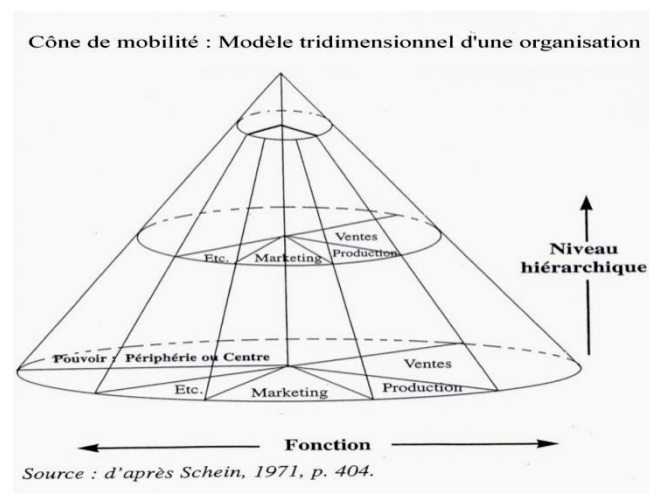 Cône de mobilité : Modèle tridimensionnel d'une organisation
Ventes
Etc. Marketing Production
Niveau
hiérarchique
Pouvoir : Périphérie ou Centre
Ventes
Etc. Marketing Production
Fonction
Source : d'après Schein, 1971, p. 404.